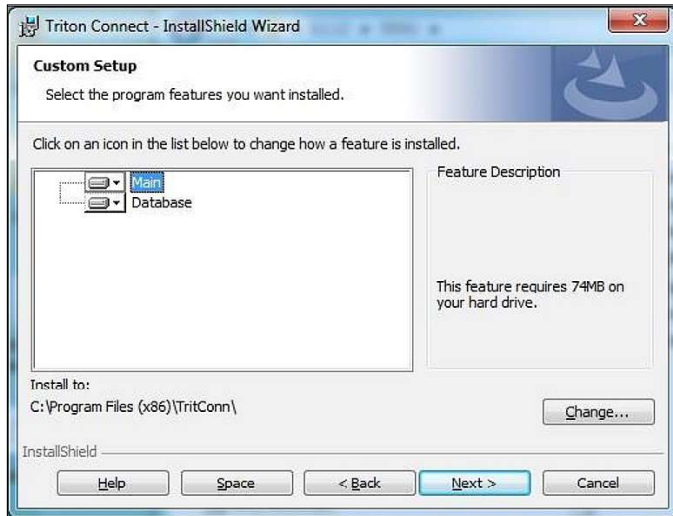 Triton Connect - InstallShield Wizard
Custom Setup
Select the program features you want installed.
Click on an icon in the list below to change how a feature is installed.
Main
Database
Feature Description
This feature requires 74MB on
your hard drive.
Install to:
C:\Program Files (x86)\TritConn\
Change...
InstallShield
Help
Space
< Back
Next >
Cancel